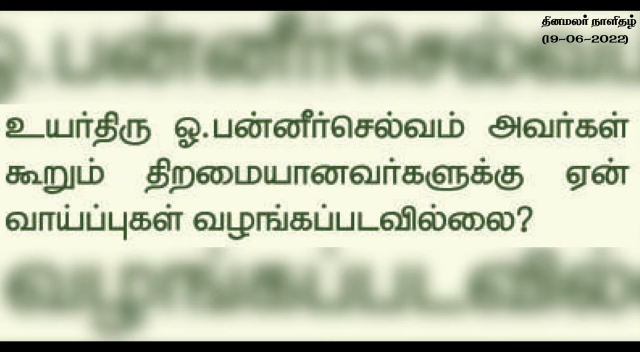 தினமலர் நாளிதழ்
(19-06-2022)
உயர்திரு ஓ.பன்னீர்செல்வம் அவர்கள்
கூறும் திறமையானவர்களுக்கு ஏன்
வாய்ப்புகள் வழங்கப்படவில்லை?